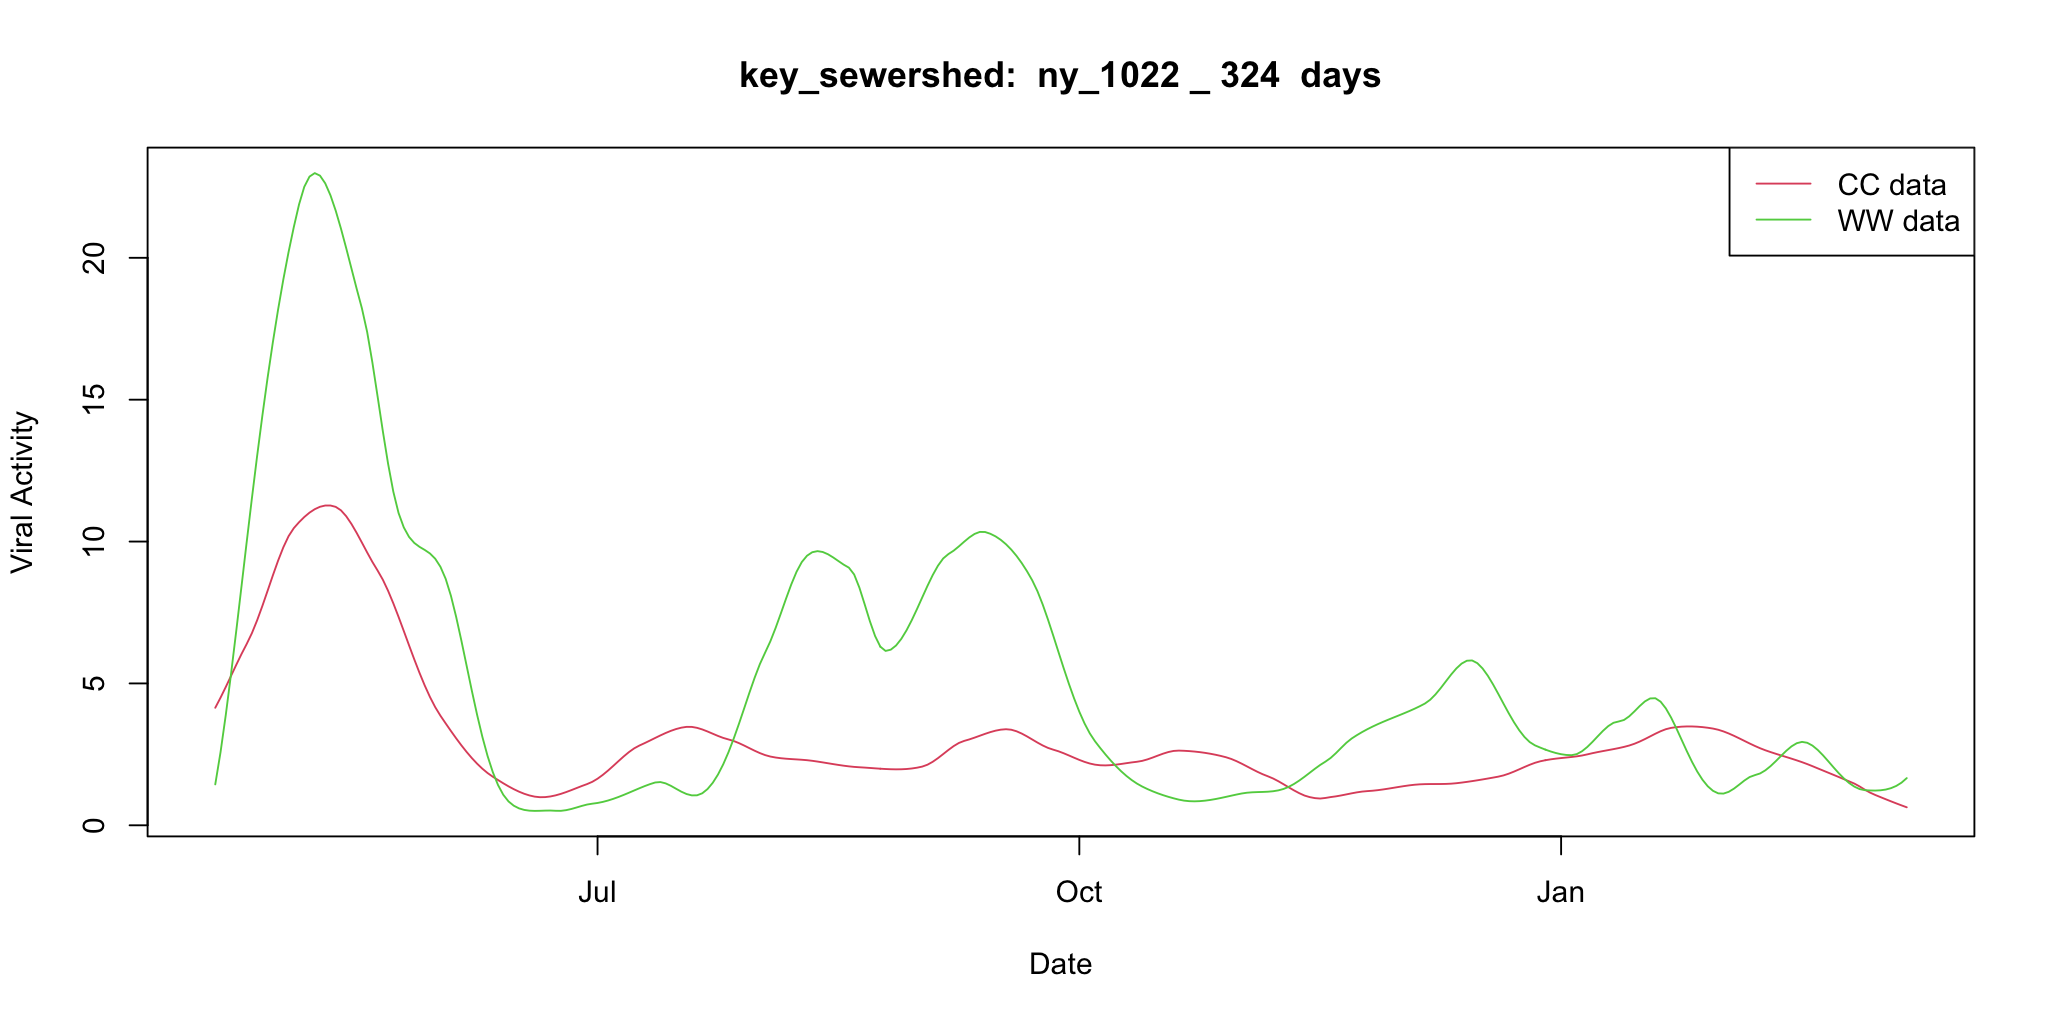 key_sewershed:  ny_1022 _ 324  days
CC data
WW data
Viral Activity
20
15
10
5
0
Jul
Oct
Jan
Date